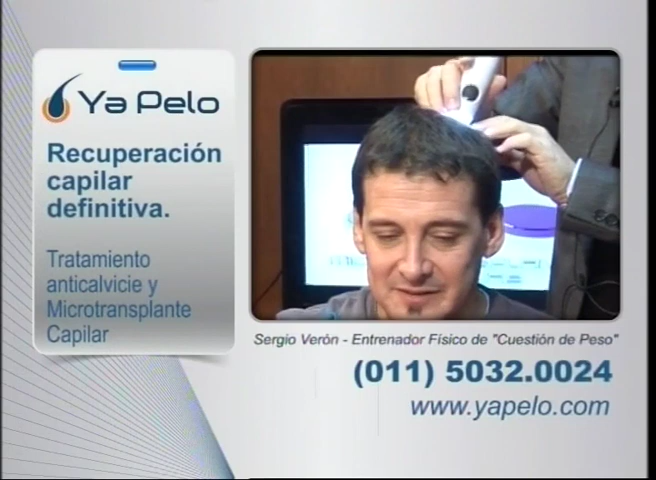 Ya Pelo
Recuperación
capilar
definitiva.
Tratamiento
anticalvicie y
Microtransplante
Capilar
Sergio Verón - Entrenador Físico de "Cuestión de Peso"
(011) 5032.0024
www.yapelo.com